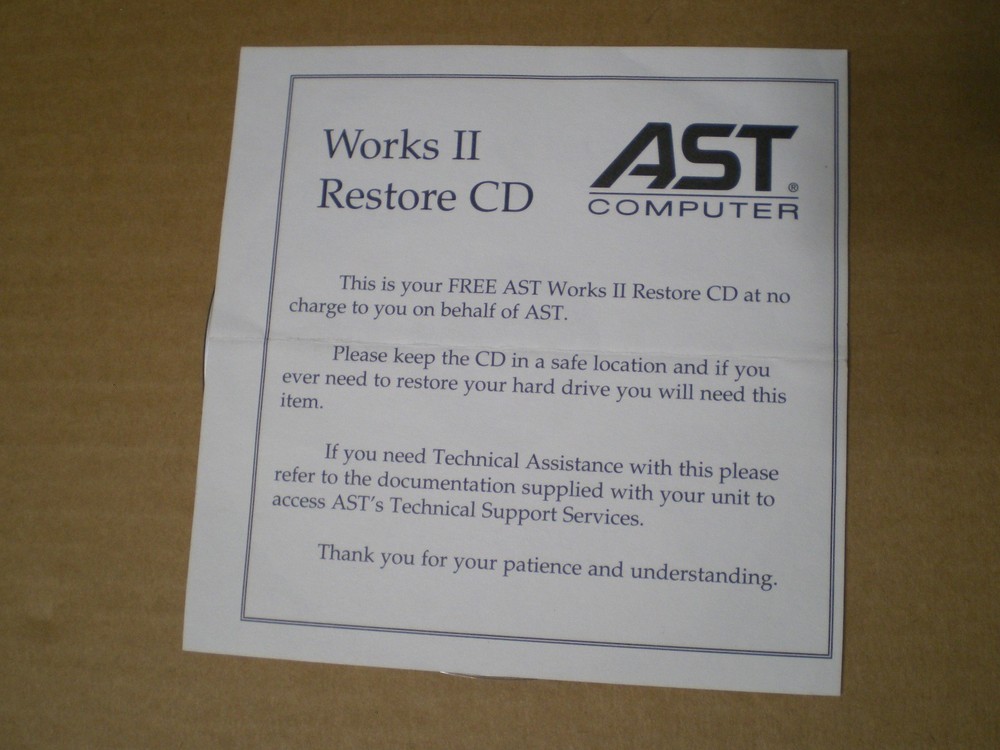 Works II
Restore CD
AST®
COMPUTER
This is your FREE AST Works II Restore CD at no
charge to you on behalf of AST.
Please keep the CD in a safe location and if you
ever need to restore your hard drive you will need this
item.
If you need Technical Assistance with this please
refer to the documentation supplied with your unit to
access AST's Technical Support Services.
Thank you for your patience and understanding.